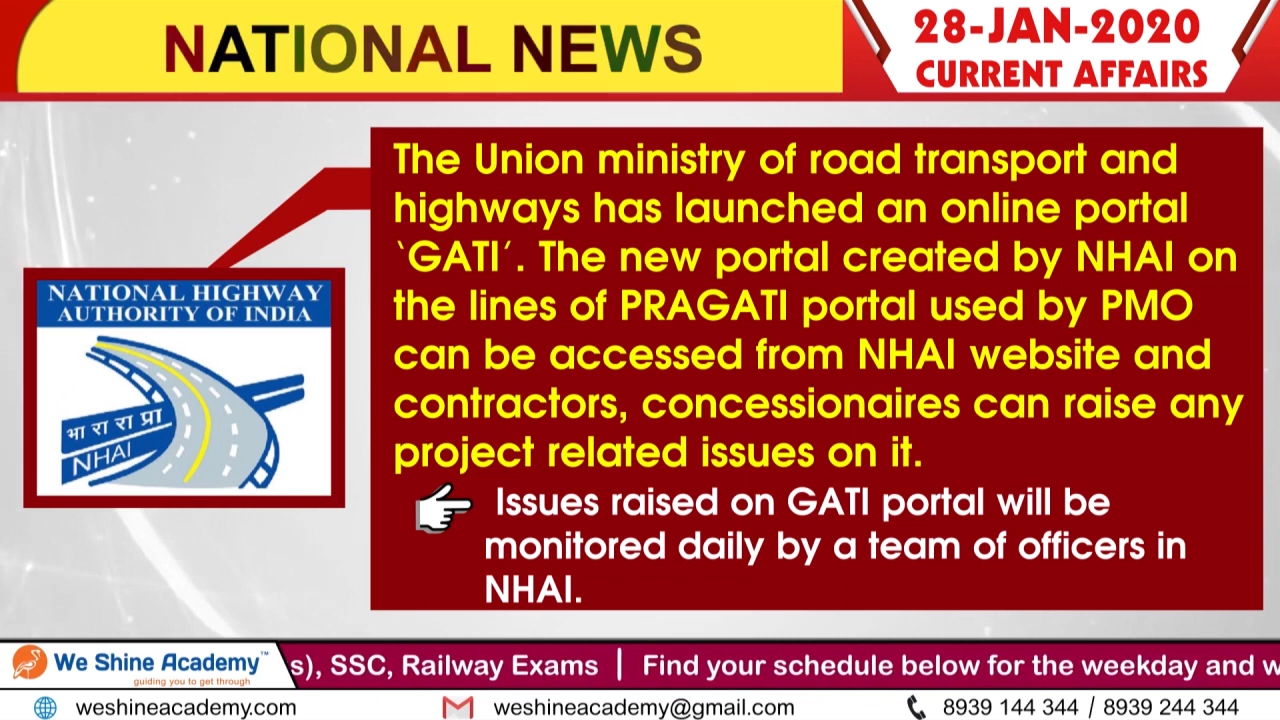 NATIONAL NEWS
28-JAN-2020
CURRENT AFFAIRS
The Union ministry of road transport and
highways has launched an online portal
`GATI´. The new portal created by NHAI on
the lines of PRAGATI portal used by PMO
can be accessed from NHAI website and
contractors, concessionaires can raise any
project related issues on it.
Issues raised on GATI portal will be
monitored daily by a team of officers in
NHAI.
NATIONAL HIGHWAY
AUTHORITY OF INDIA
भा रा रा प्रा
NHAI
We Shine Academy™
guiding you to get through
s), SSC, Railway Exams | Find your schedule below for the weekday and w
weshineacademy.com
weshineacademy@gmail.com
8939 144 344 / 8939 244 344